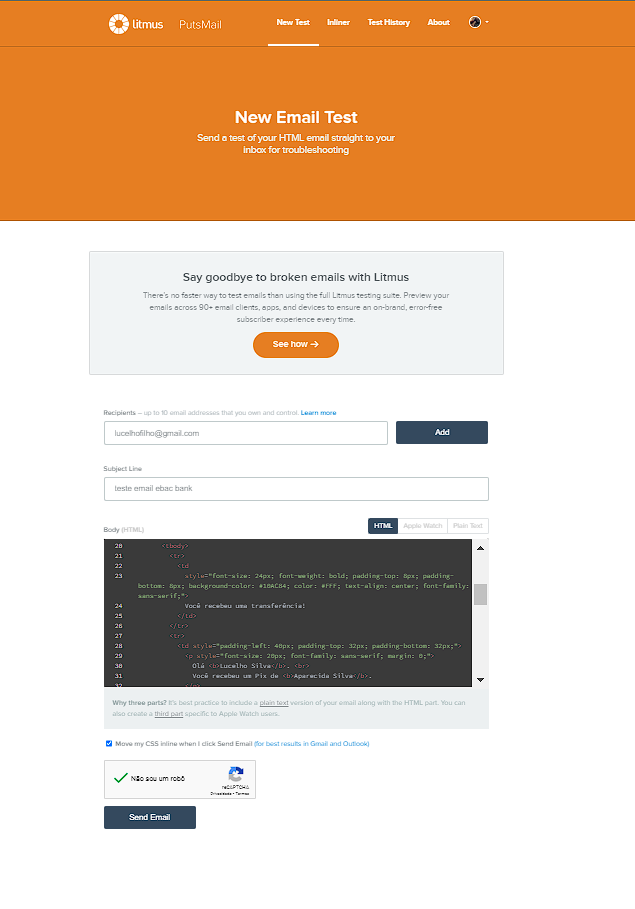 litmus PutsMail New Test Inliner Test History About
New Email Test
Send a test of your HTML email straight to your
inbox for troubleshooting
Say goodbye to broken emails with Litmus
There's no faster way to test emails than using the full Litmus testing suite. Preview your
emails across 90+ email clients, apps, and devices to ensure an on-brand, error-free
subscriber experience every time.
See how →
Recipients – up to 10 email addresses that you own and control. Learn more
lucelhofilho@gmail.com Add
Subject Line
teste email ebac bank
Body (HTML) HTML Apple Watch Plain Text
20 <tbody>
21 <tr>
22 <td
23 style="font-size: 24px; font-weight: bold; padding-top: 8px; padding-
bottom: 8px; background-color: #10AC84; color: #FFF; text-align: center; font-family:
sans-serif;">
24 Você recebeu uma transferência!
25 </td>
26 </tr>
27 <tr>
28 <td style="padding-left: 40px; padding-top: 32px; padding-bottom: 32px;">
29 <p style="font-size: 20px; font-family: sans-serif; margin: 0;">
30 Olá <b>Lucelho Silva</b>. <br>
31 Você recebeu um Pix de <b>Aparecida Silva</b>.
32 </p>
Why three parts? It's best practice to include a plain text version of your email along with the HTML part. You can
also create a third part specific to Apple Watch users.
Move my CSS inline when I click Send Email (for best results in Gmail and Outlook)
Não sou um robô
reCAPTCHA
Privacidade • Termos
Send Email